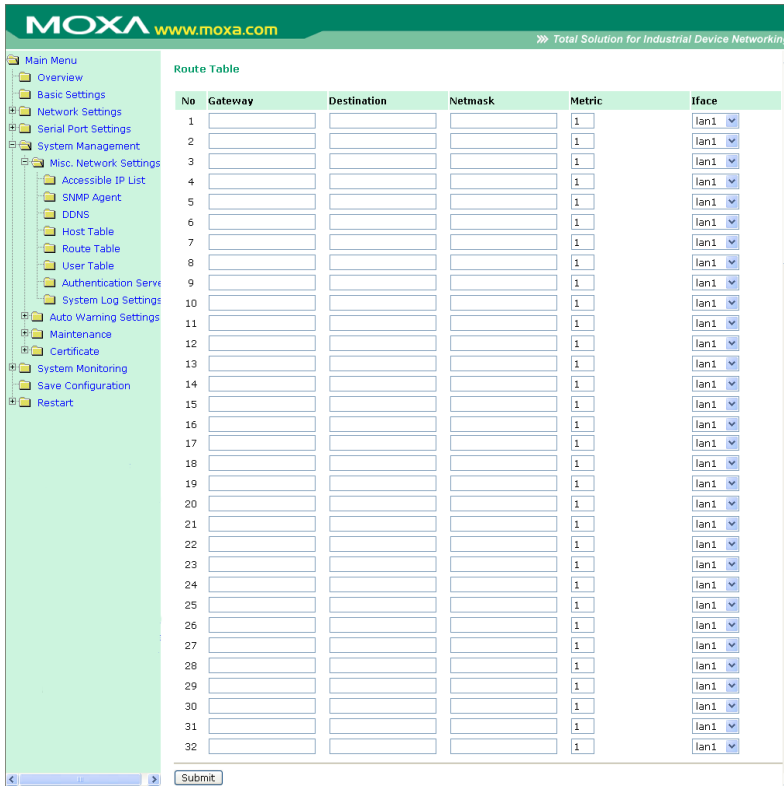 MOXA www.moxa.com
Total Solution for Industrial Device Networking
Main Menu
Overview
Basic Settings
Network Settings
Serial Port Settings
System Management
Misc. Network Settings
Accessible IP List
SNMP Agent
DDNS
Host Table
Route Table
User Table
Authentication Serve
System Log Settings
Auto Warning Settings
Maintenance
Certificate
System Monitoring
Save Configuration
Restart
Route Table
No Gateway Destination Netmask Metric Iface
1 1 lan1
2 1 lan1
3 1 lan1
4 1 lan1
5 1 lan1
6 1 lan1
7 1 lan1
8 1 lan1
9 1 lan1
10 1 lan1
11 1 lan1
12 1 lan1
13 1 lan1
14 1 lan1
15 1 lan1
16 1 lan1
17 1 lan1
18 1 lan1
19 1 lan1
20 1 lan1
21 1 lan1
22 1 lan1
23 1 lan1
24 1 lan1
25 1 lan1
26 1 lan1
27 1 lan1
28 1 lan1
29 1 lan1
30 1 lan1
31 1 lan1
32 1 lan1
Submit